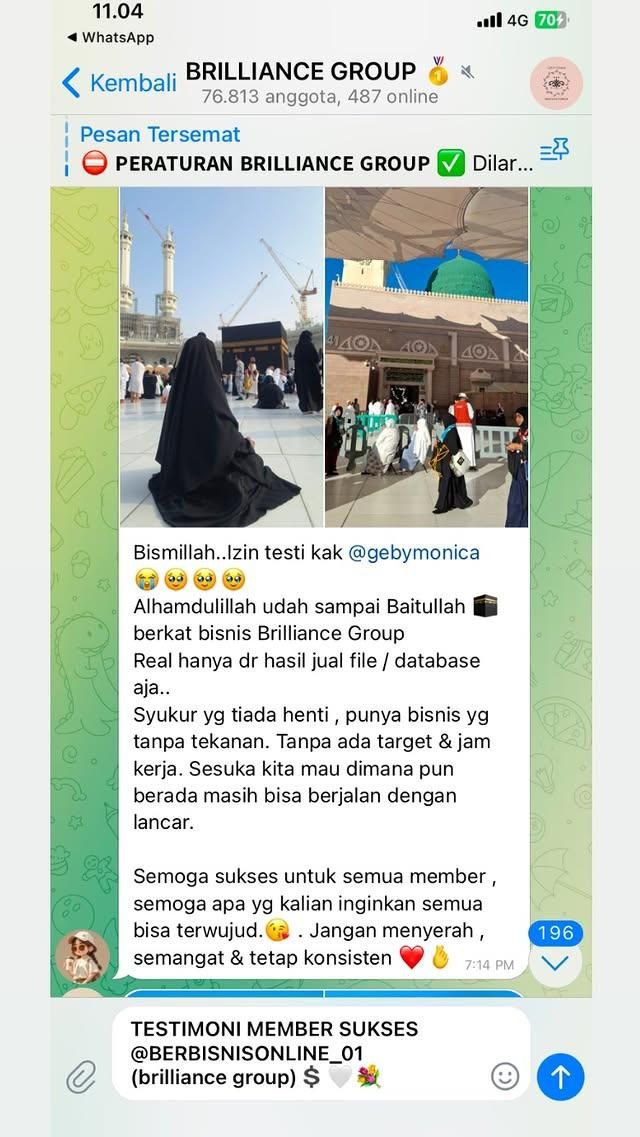 11.04
4G 70
◀ WhatsApp
Kembali
BRILLIANCE GROUP 🏅
76.813 anggota, 487 online
Pesan Tersemat
⛔ PERATURAN BRILLIANCE GROUP ✅ Dilar...
Bismillah..Izin testi kak @gebymonica
😭🥹🥹🥹
Alhamdulillah udah sampai Baitullah 🕋
berkat bisnis Brilliance Group
Real hanya dr hasil jual file / database
aja..
Syukur yg tiada henti , punya bisnis yg
tanpa tekanan. Tanpa ada target & jam
kerja. Sesuka kita mau dimana pun
berada masih bisa berjalan dengan
lancar.
Semoga sukses untuk semua member ,
semoga apa yg kalian inginkan semua
bisa terwujud.😘 . Jangan menyerah ,
semangat & tetap konsisten ❤️🫰
7:14 PM
196
TESTIMONI MEMBER SUKSES
@BERBISNISONLINE_01
(brilliance group) $ 🤍💐